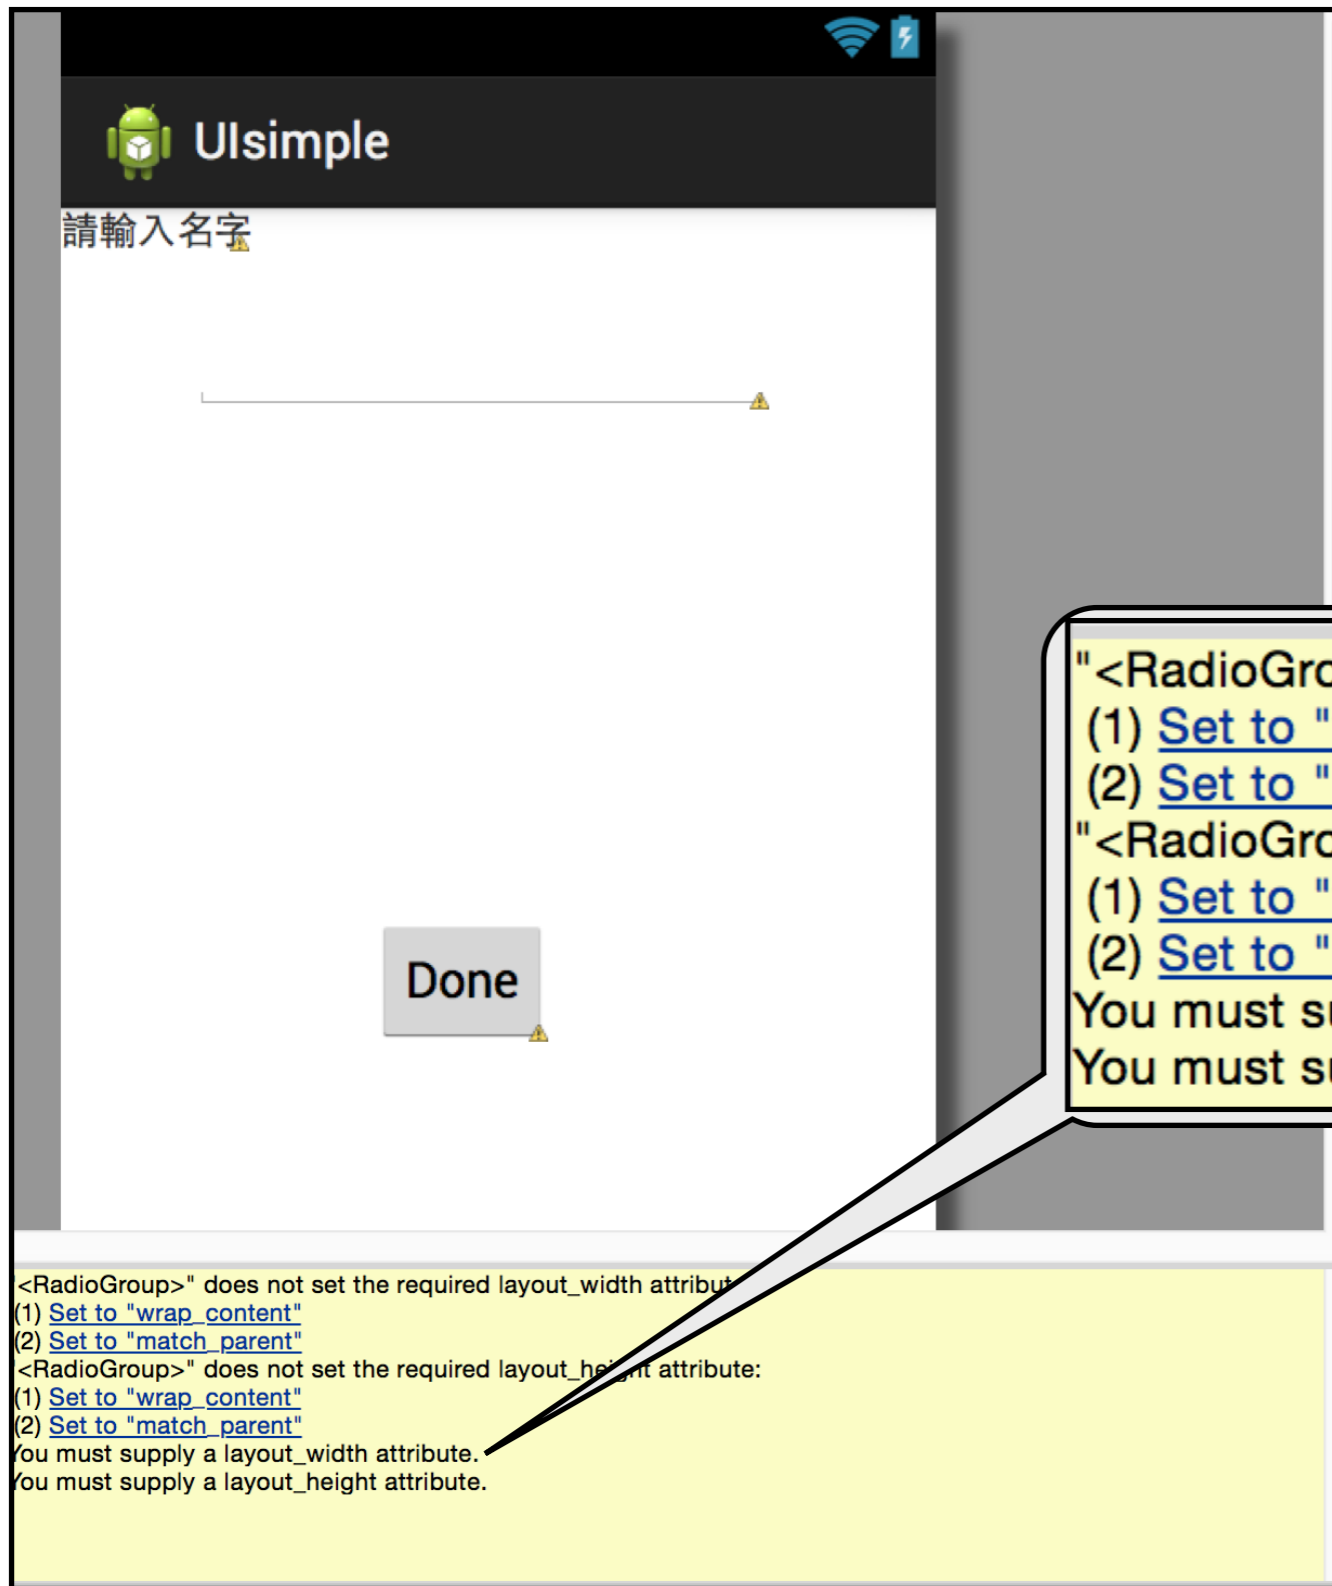 UIsimple
請輸入名字
Done
"<RadioGro
(1) Set to "
(2) Set to "
"<RadioGro
(1) Set to "
(2) Set to "
You must su
You must su
<RadioGroup>" does not set the required layout_width attribut
(1) Set to "wrap_content"
(2) Set to "match_parent"
<RadioGroup>" does not set the required layout_height attribute:
(1) Set to "wrap_content"
(2) Set to "match_parent"
You must supply a layout_width attribute.
You must supply a layout_height attribute.